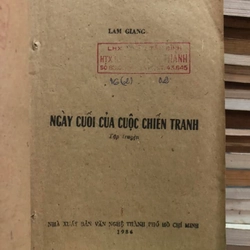 LAM GIANG
NGÀY CUỐI CỦA CUỘC CHIẾN TRANH
Tập truyện
NHÀ XUẤT BẢN VĂN NGHỆ THÀNH PHỐ HỒ CHÍ MINH
1984